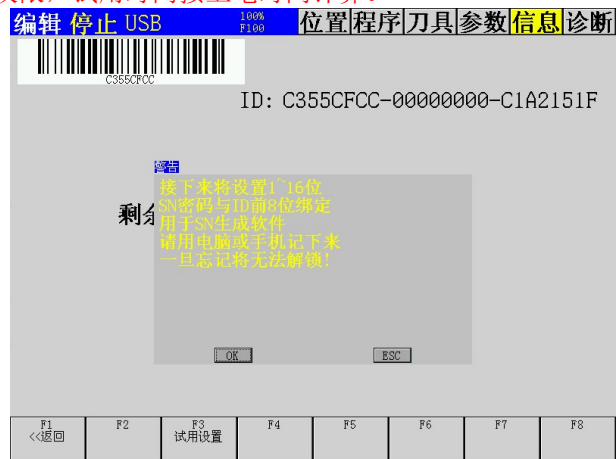 编辑 停止 USB 100% F100 位置 程序 刀具 参数 信息 诊断
C355CFCC
ID: C355CFCC-00000000-C1A2151F
警告
接下来将设置1~16位
SN密码与ID前8位绑定
用于SN生成软件
请用电脑或手机记下来
一旦忘记将无法解锁!
剩余
OK ESC
F1 F2 F3 F4 F5 F6 F7 F8
<<返回 试用设置